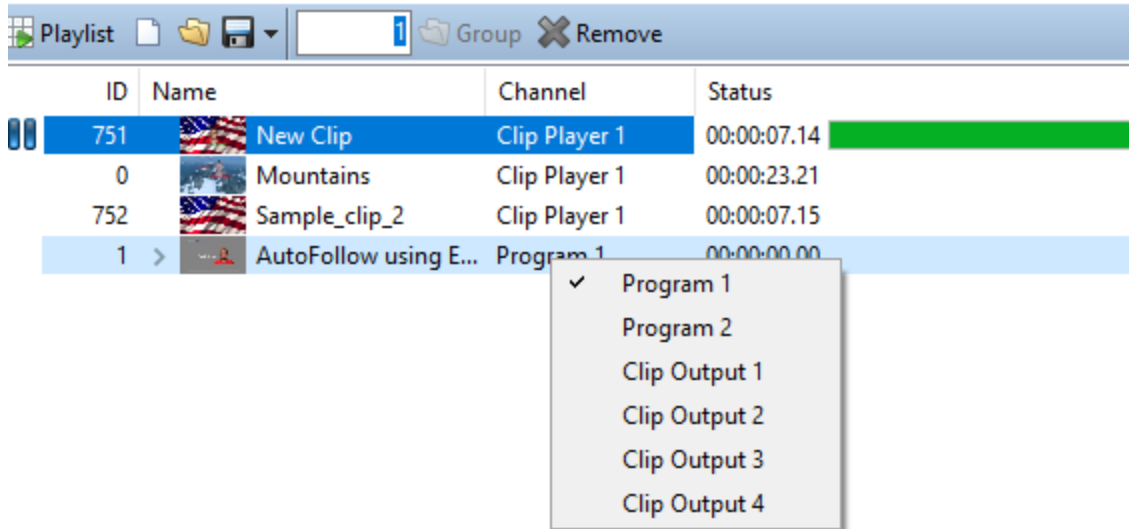 Playlist 1 Group Remove
ID Name Channel Status
751 New Clip Clip Player 1 00:00:07.14
0 Mountains Clip Player 1 00:00:23.21
752 Sample_clip_2 Clip Player 1 00:00:07.15
1 AutoFollow using E... Program 1 00:00:00.00
Program 1
Program 2
Clip Output 1
Clip Output 2
Clip Output 3
Clip Output 4